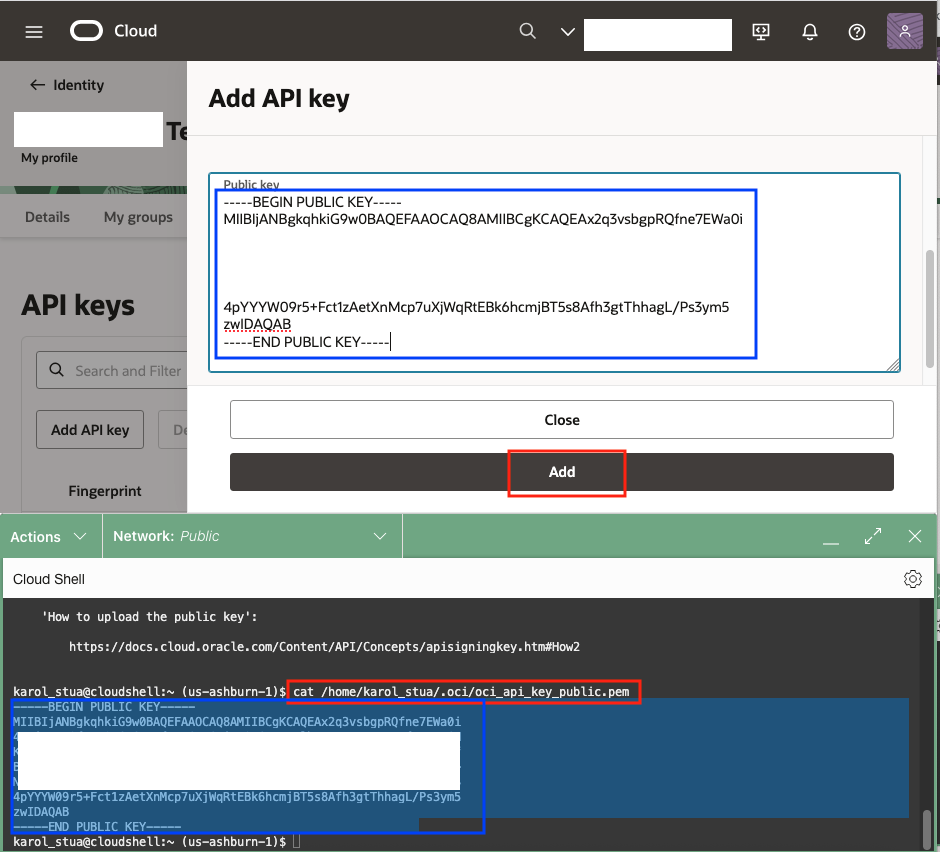 Cloud
Identity
Te
My profile
Details
My groups
API keys
Search and Filter
Add API key
De
Fingerprint
Add API key
Public key
-----BEGIN PUBLIC KEY-----
MIIBIjANBgkqhkiG9w0BAQEFAAOCAQ8AMIIBCgKCAQEAx2q3vsbgpRQfne7EWa0i
4pYYYW09r5+Fct1zAetXnMcp7uXjWqRtEBk6hcmjBT5s8Afh3gtThhagL/Ps3ym5
zwIDAQAB
-----END PUBLIC KEY-----
Close
Add
Actions
Network: Public
Cloud Shell
'How to upload the public key':
https://docs.cloud.oracle.com/Content/API/Concepts/apisigningkey.htm#How2
karol_stua@cloudshell:~ (us-ashburn-1)$ cat /home/karol_stua/.oci/oci_api_key_public.pem
-----BEGIN PUBLIC KEY-----
MIIBIjANBgkqhkiG9w0BAQEFAAOCAQ8AMIIBCgKCAQEAx2q3vsbgpRQfne7EWa0i
4pYYYW09r5+Fct1zAetXnMcp7uXjWqRtEBk6hcmjBT5s8Afh3gtThhagL/Ps3ym5
zwIDAQAB
-----END PUBLIC KEY-----
karol_stua@cloudshell:~ (us-ashburn-1)$